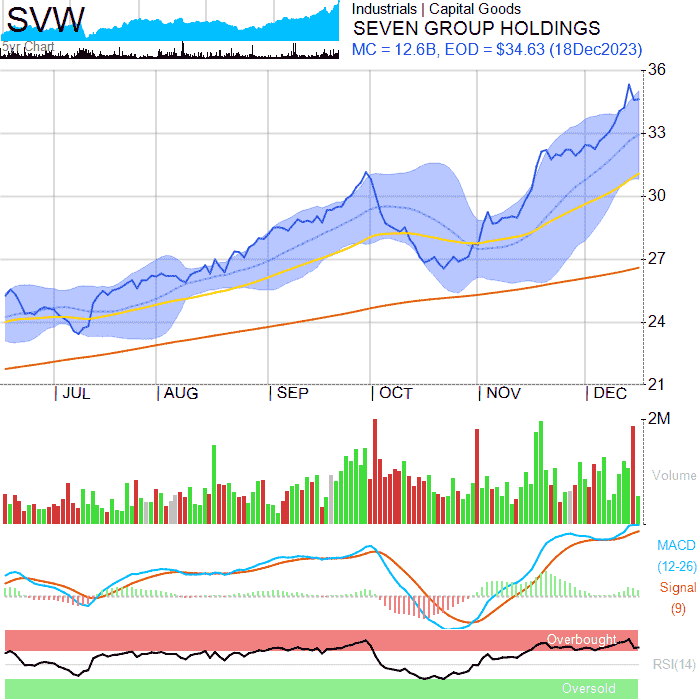 SVW
5yr Chart
Industrials | Capital Goods
SEVEN GROUP HOLDINGS
MC = 12.6B, EOD = $34.63 (18Dec2023)
36
33
30
27
24
21
JUL AUG SEP OCT NOV DEC
2M
Volume
MACD
(12-26)
Signal
(9)
Overbought
RSI(14)
Oversold